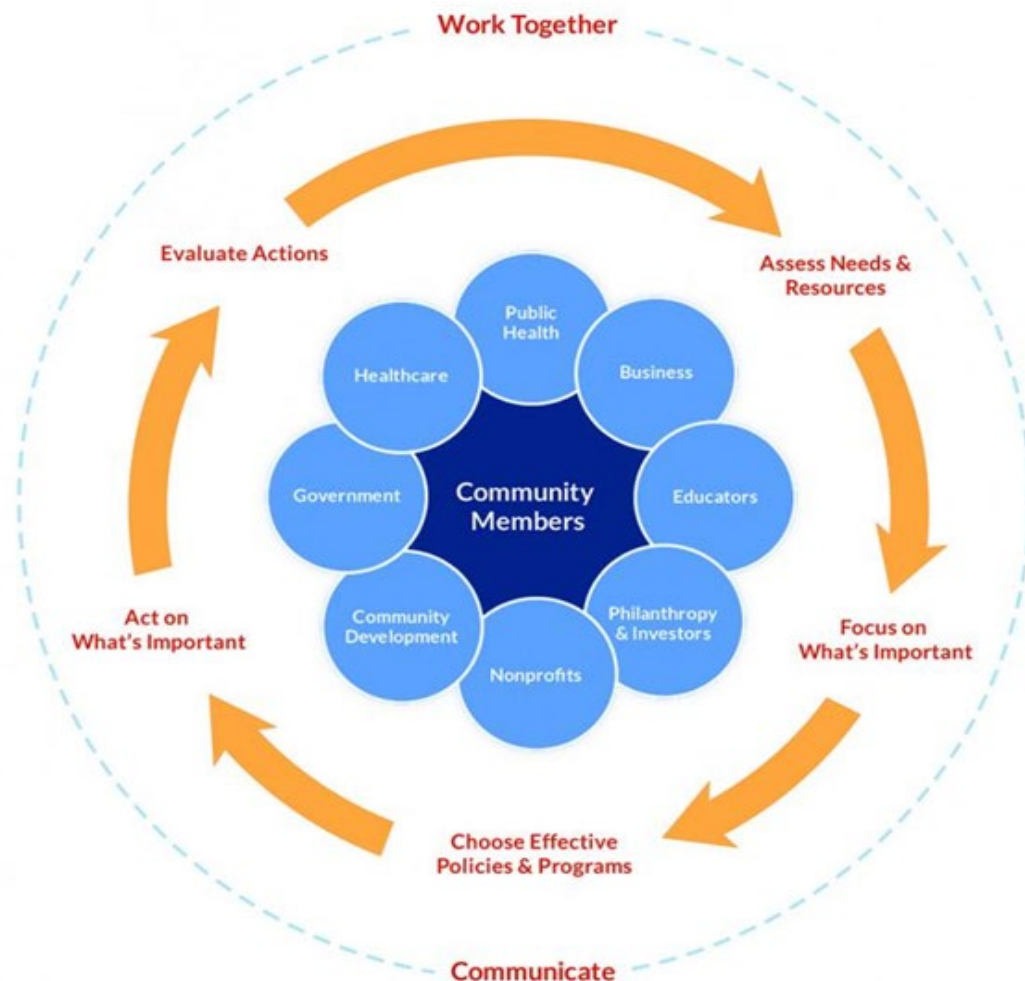 Work Together
Evaluate Actions
Assess Needs &
Resources
Public
Health
Healthcare
Business
Government
Community
Members
Educators
Community
Development
Philanthropy
& Investors
Nonprofits
Act on
What's Important
Focus on
What's Important
Choose Effective
Policies & Programs
Communicate